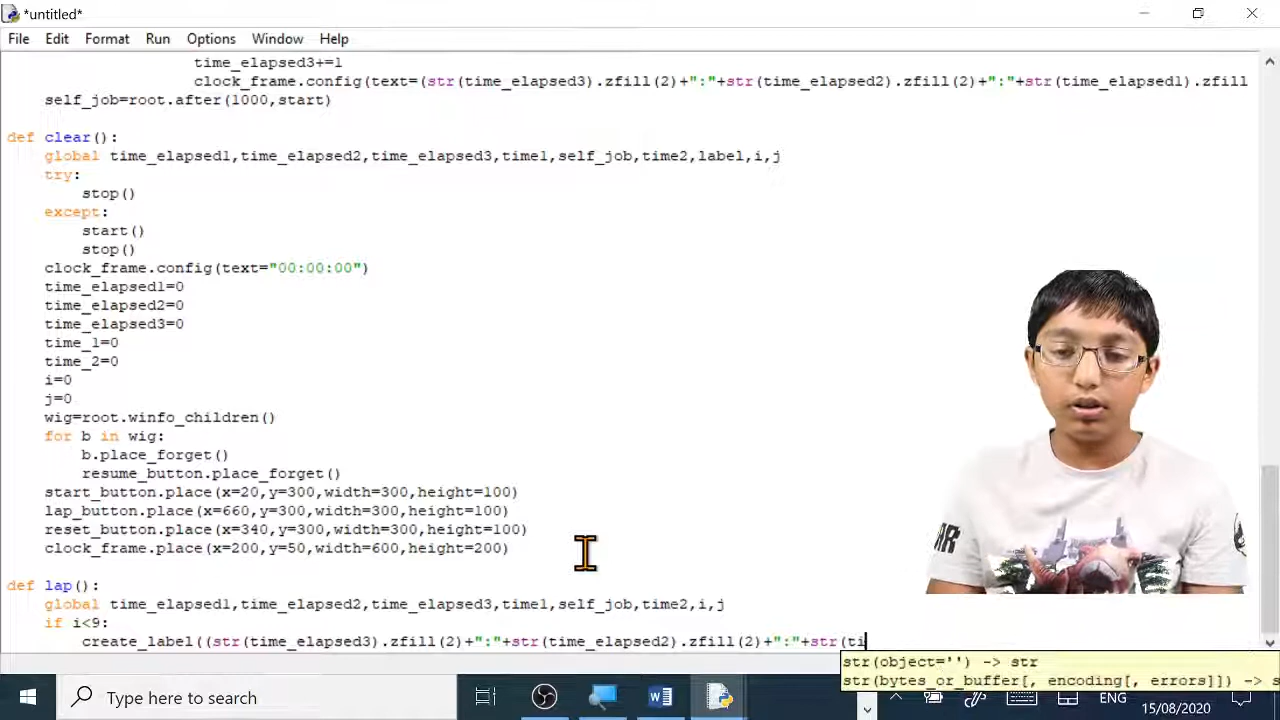 *untitled*
File Edit Format Run Options Window Help
time_elapsed3+=1
clock_frame.config(text=(str(time_elapsed3).zfill(2)+":"+str(time_elapsed2).zfill(2)+":"+str(time_elapsed1).zfill
self_job=root.after(1000,start)
def clear():
global time_elapsed1,time_elapsed2,time_elapsed3,time1,self_job,time2,label,i,j
try:
stop()
except:
start()
stop()
clock_frame.config(text="00:00:00")
time_elapsed1=0
time_elapsed2=0
time_elapsed3=0
time_1=0
time_2=0
i=0
j=0
wig=root.winfo_children()
for b in wig:
b.place_forget()
resume_button.place_forget()
start_button.place(x=20,y=300,width=300,height=100)
lap_button.place(x=660,y=300,width=300,height=100)
reset_button.place(x=340,y=300,width=300,height=100)
clock_frame.place(x=200,y=50,width=600,height=200)
def lap():
global time_elapsed1,time_elapsed2,time_elapsed3,time1,self_job,time2,i,j
if i<9:
create_label((str(time_elapsed3).zfill(2)+":"+str(time_elapsed2).zfill(2)+":"+str(ti
str(object='') -> str
str(bytes_or_buffer[, encoding[, errors]]) -> s
Type here to search
ENG
15/08/2020